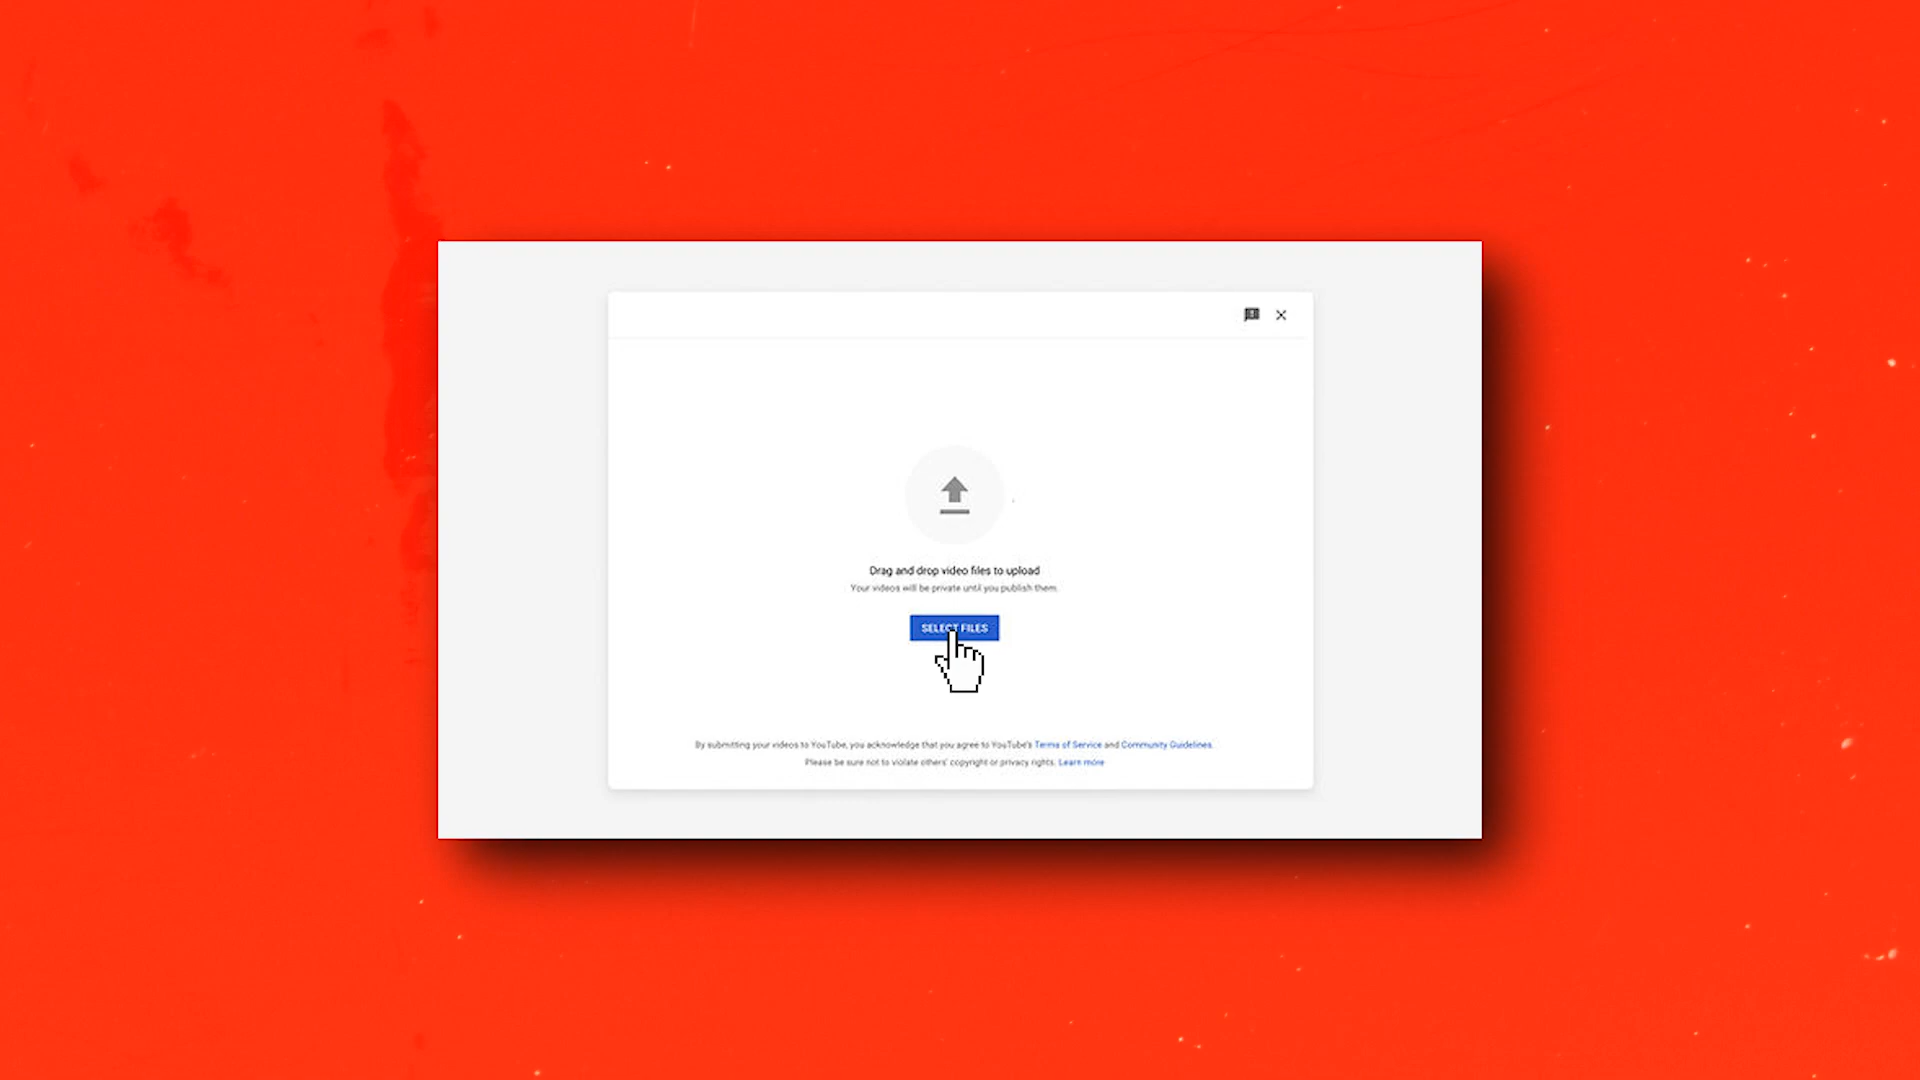 Drag and drop video files to upload
Your videos will be private until you publish them.
SELECT FILES
By submitting your videos to YouTube, you acknowledge that you agree to YouTube's Terms of Service and Community Guidelines.
Please be sure not to violate others' copyright or privacy rights. Learn more